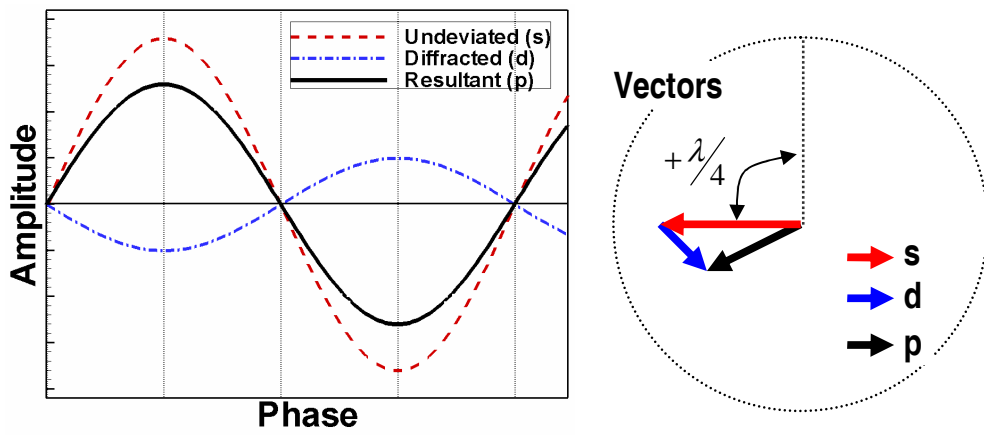 Undeviated (s)
Diffracted (d)
Resultant (p)
Amplitude
Phase
Vectors
+ λ/4
s
d
p